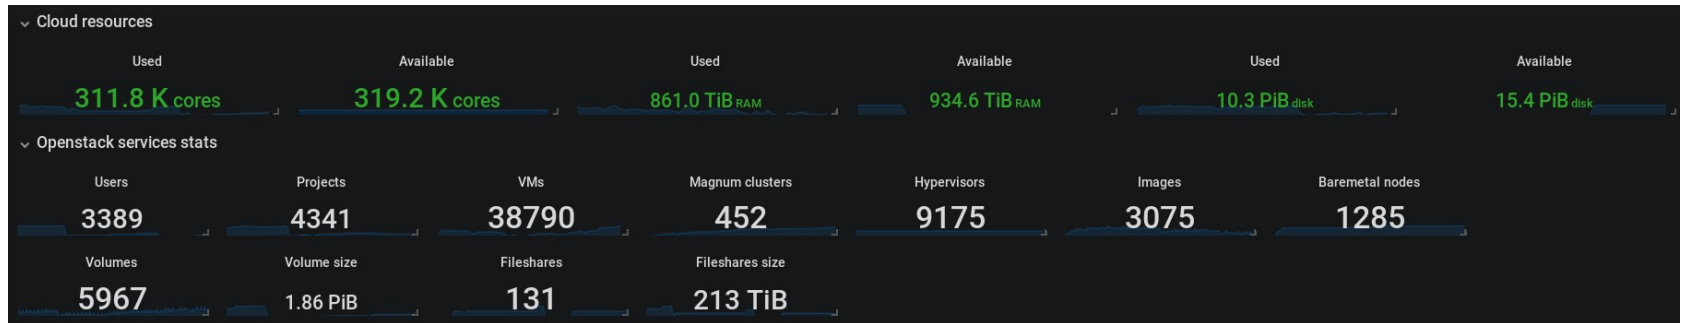 Cloud resources
Used Available Used Available Used Available
311.8 K cores 319.2 K cores 861.0 TiB RAM 934.6 TiB RAM 10.3 PiB disk 15.4 PiB disk
Openstack services stats
Users Projects VMs Magnum clusters Hypervisors Images Baremetal nodes
3389 4341 38790 452 9175 3075 1285
Volumes Volume size Fileshares Fileshares size
5967 1.86 PiB 131 213 TiB